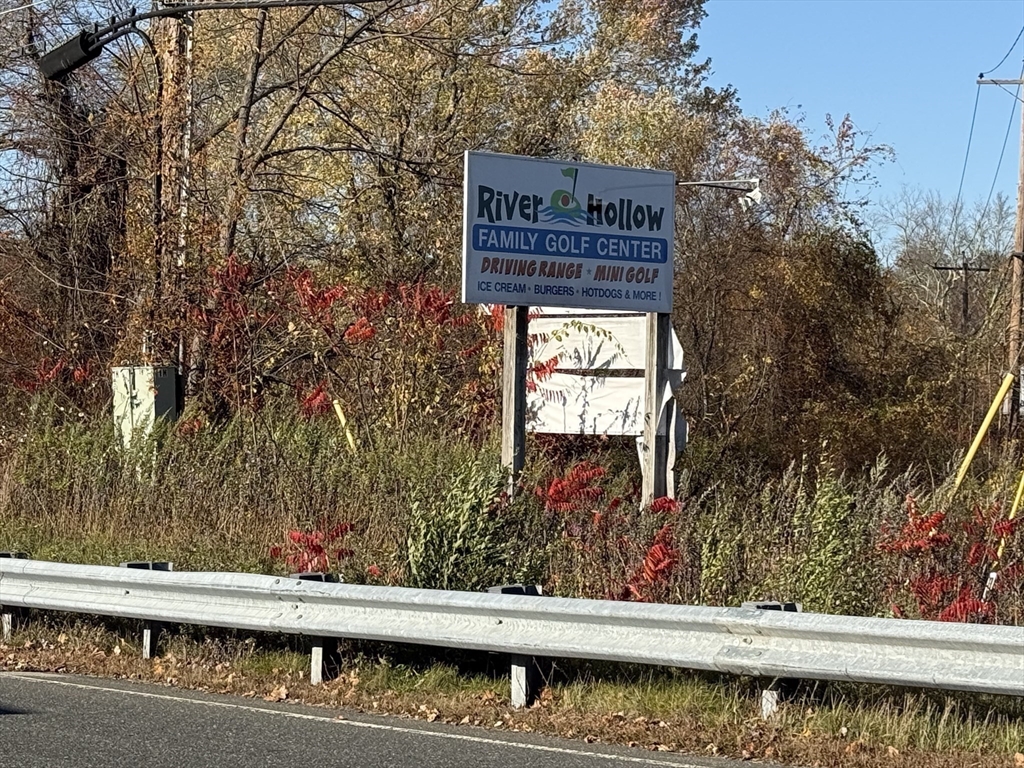 River Hollow
FAMILY GOLF CENTER
DRIVING RANGE • MINI GOLF
ICE CREAM • BURGERS • HOTDOGS & MORE !